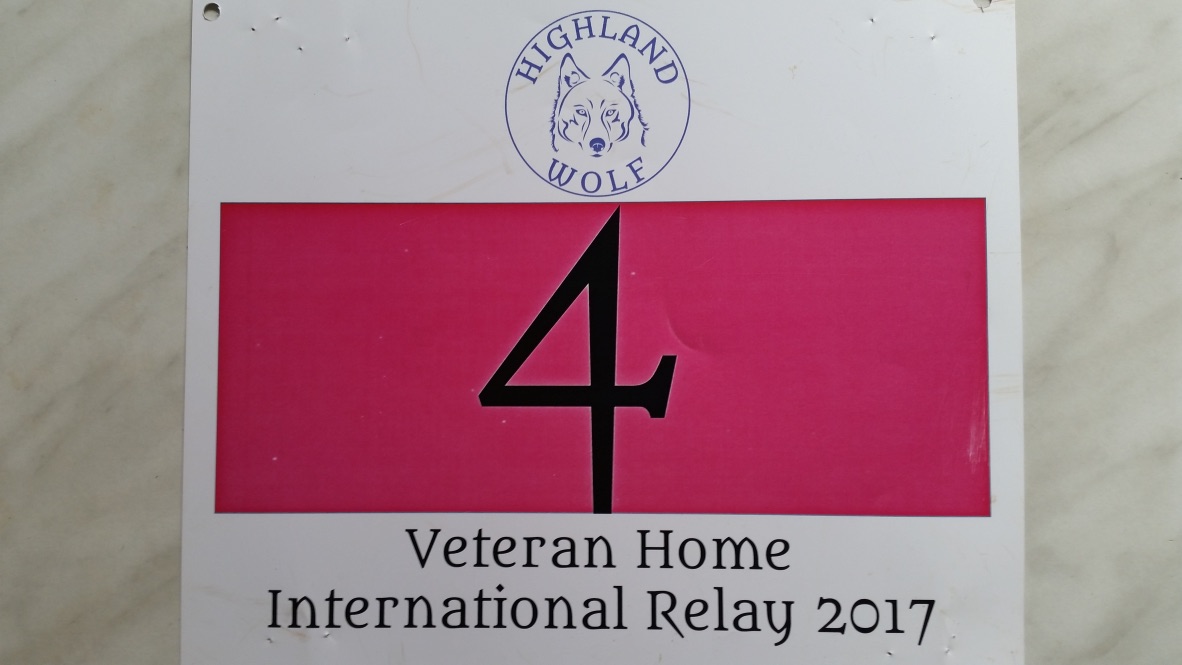 HIGHLAND
WOLF
4
Veteran Home
International Relay 2017